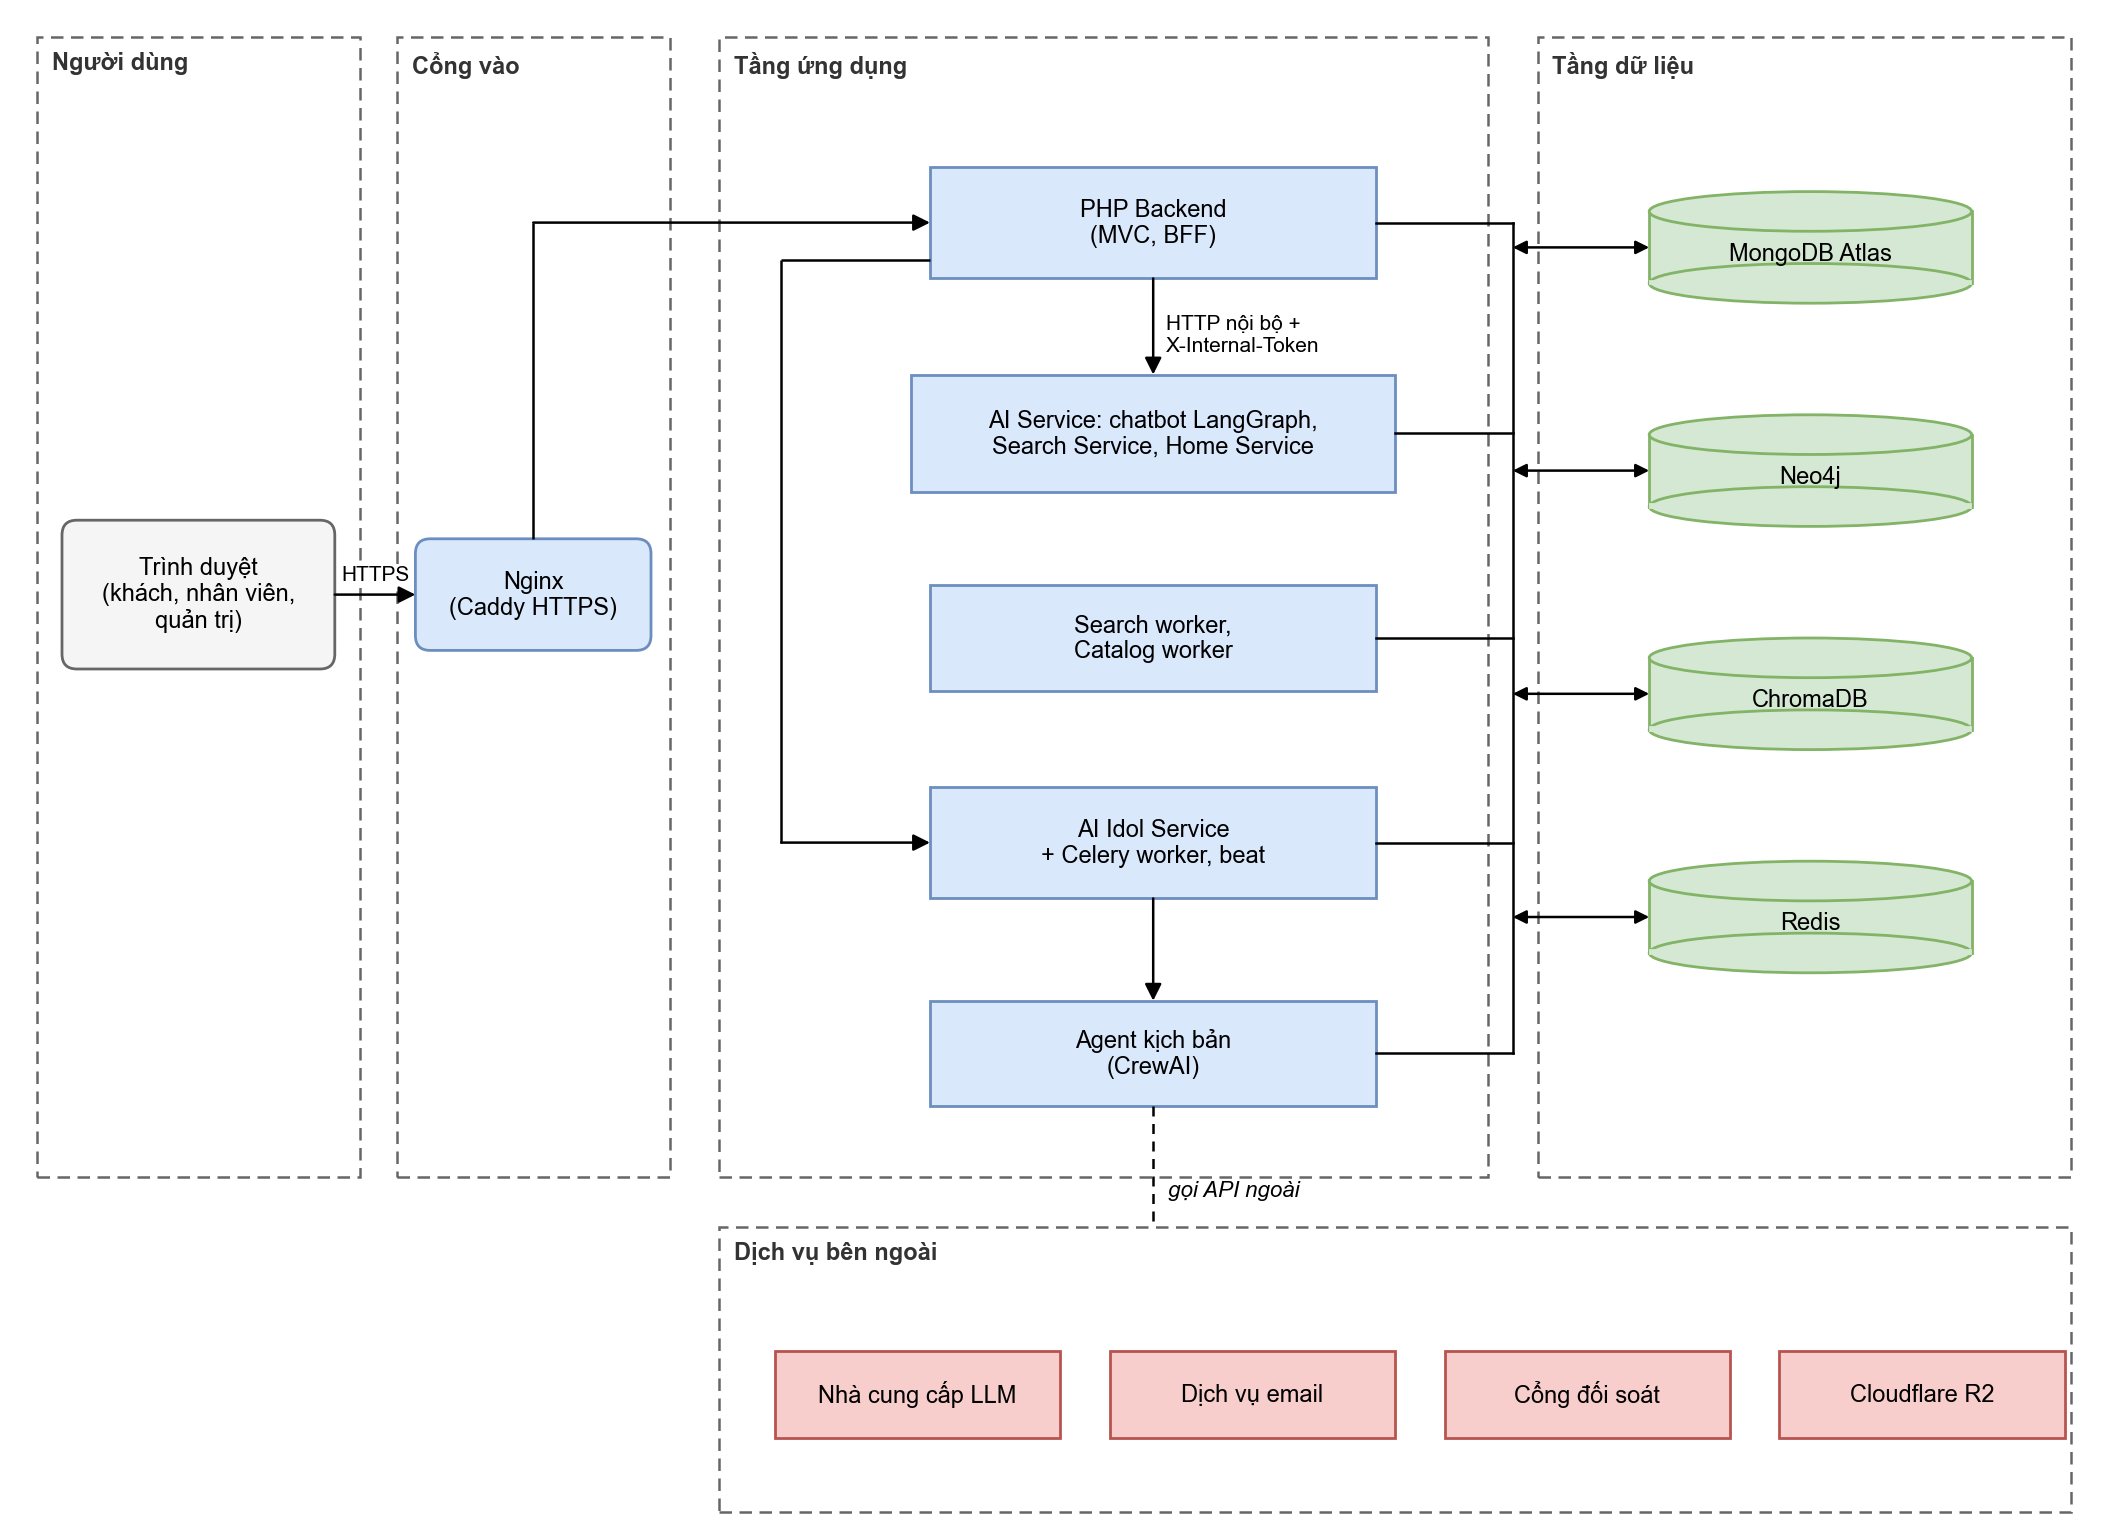 Người dùng
Cổng vào
Tầng ứng dụng
Tầng dữ liệu
Trình duyệt
(khách, nhân viên,
quản trị)
HTTPS
Nginx
(Caddy HTTPS)
PHP Backend
(MVC, BFF)
HTTP nội bộ +
X-Internal-Token
AI Service: chatbot LangGraph,
Search Service, Home Service
Search worker,
Catalog worker
AI Idol Service
+ Celery worker, beat
Agent kịch bản
(CrewAI)
MongoDB Atlas
Neo4j
ChromaDB
Redis
gọi API ngoài
Dịch vụ bên ngoài
Nhà cung cấp LLM
Dịch vụ email
Cổng đối soát
Cloudflare R2